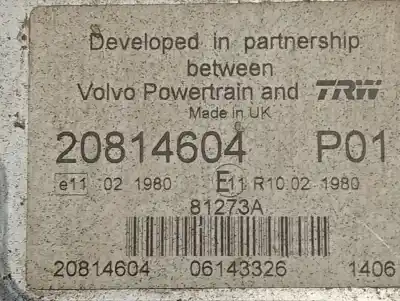 Developed in partnership
between
Volvo Powertrain and TRW
Made in UK
20814604 P01
e11 02 1980 E11 R10.02 1980
81273A
20814604 06143326 1406